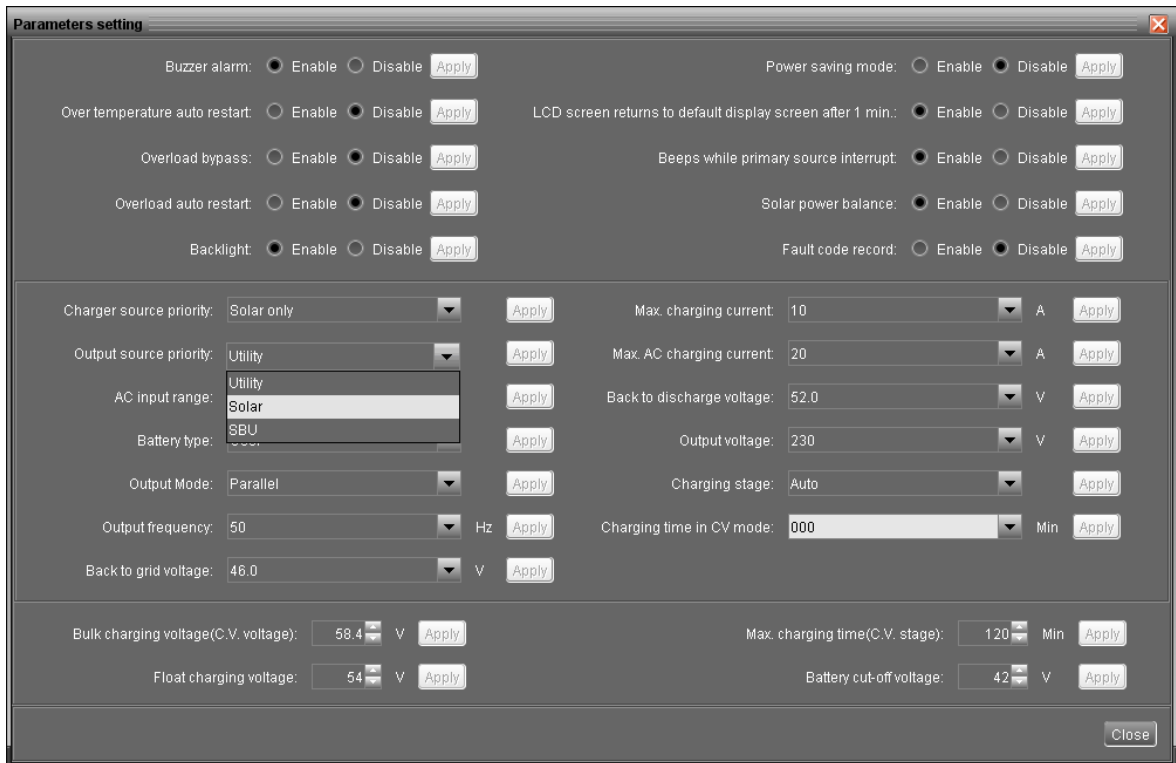 Parameters setting
Buzzer alarm: Enable Disable Apply Power saving mode: Enable Disable Apply
Over temperature auto restart: Enable Disable Apply LCD screen returns to default display screen after 1 min.: Enable Disable Apply
Overload bypass: Enable Disable Apply Beeps while primary source interrupt: Enable Disable Apply
Overload auto restart: Enable Disable Apply Solar power balance: Enable Disable Apply
Backlight: Enable Disable Apply Fault code record: Enable Disable Apply
Charger source priority: Solar only Apply Max. charging current: 10 A Apply
Output source priority: Utility Apply Max. AC charging current: 20 A Apply
Utility
AC input range: Apply Back to discharge voltage: 52.0 V Apply
Solar
SBU
Battery type: Apply Output voltage: 230 V Apply
Output Mode: Parallel Apply Charging stage: Auto Apply
Output frequency: 50 Hz Apply Charging time in CV mode: 000 Min Apply
Back to grid voltage: 46.0 V Apply
Bulk charging voltage(C.V. voltage): 58.4 V Apply Max. charging time(C.V. stage): 120 Min Apply
Float charging voltage: 54 V Apply Battery cut-off voltage: 42 V Apply
Close